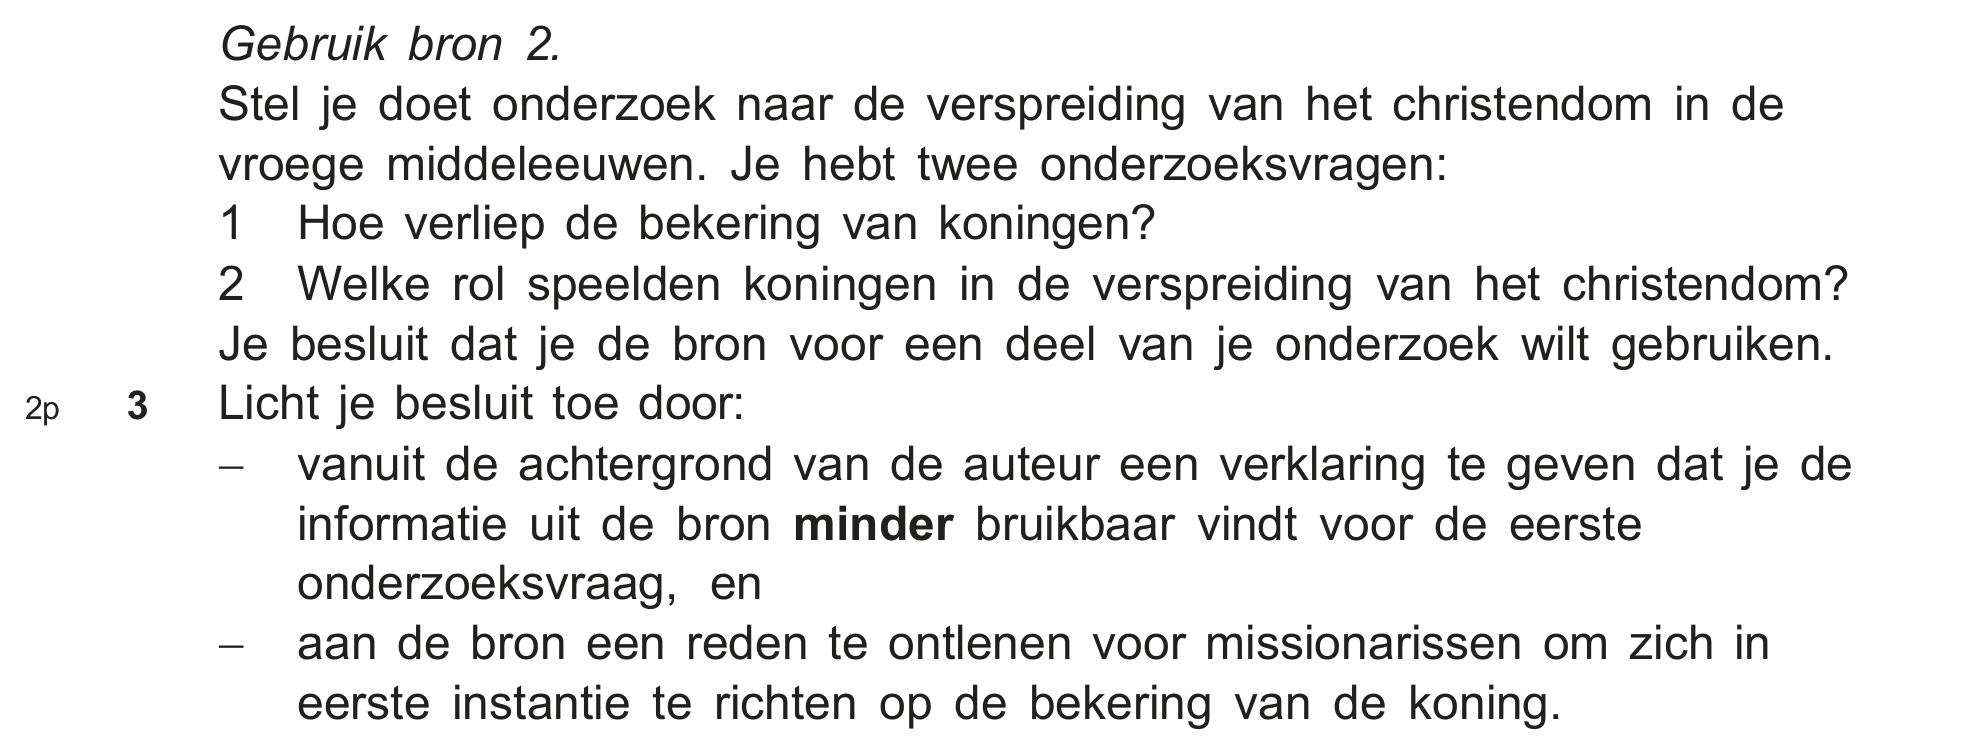 Gebruik bron 2.
Stel je doet onderzoek naar de verspreiding van het christendom in de
vroege middeleeuwen. Je hebt twee onderzoeksvragen:
1 Hoe verliep de bekering van koningen?
2 Welke rol speelden koningen in de verspreiding van het christendom?
Je besluit dat je de bron voor een deel van je onderzoek wilt gebruiken.
2p 3 Licht je besluit toe door:
– vanuit de achtergrond van de auteur een verklaring te geven dat je de
informatie uit de bron minder bruikbaar vindt voor de eerste
onderzoeksvraag, en
– aan de bron een reden te ontlenen voor missionarissen om zich in
eerste instantie te richten op de bekering van de koning.